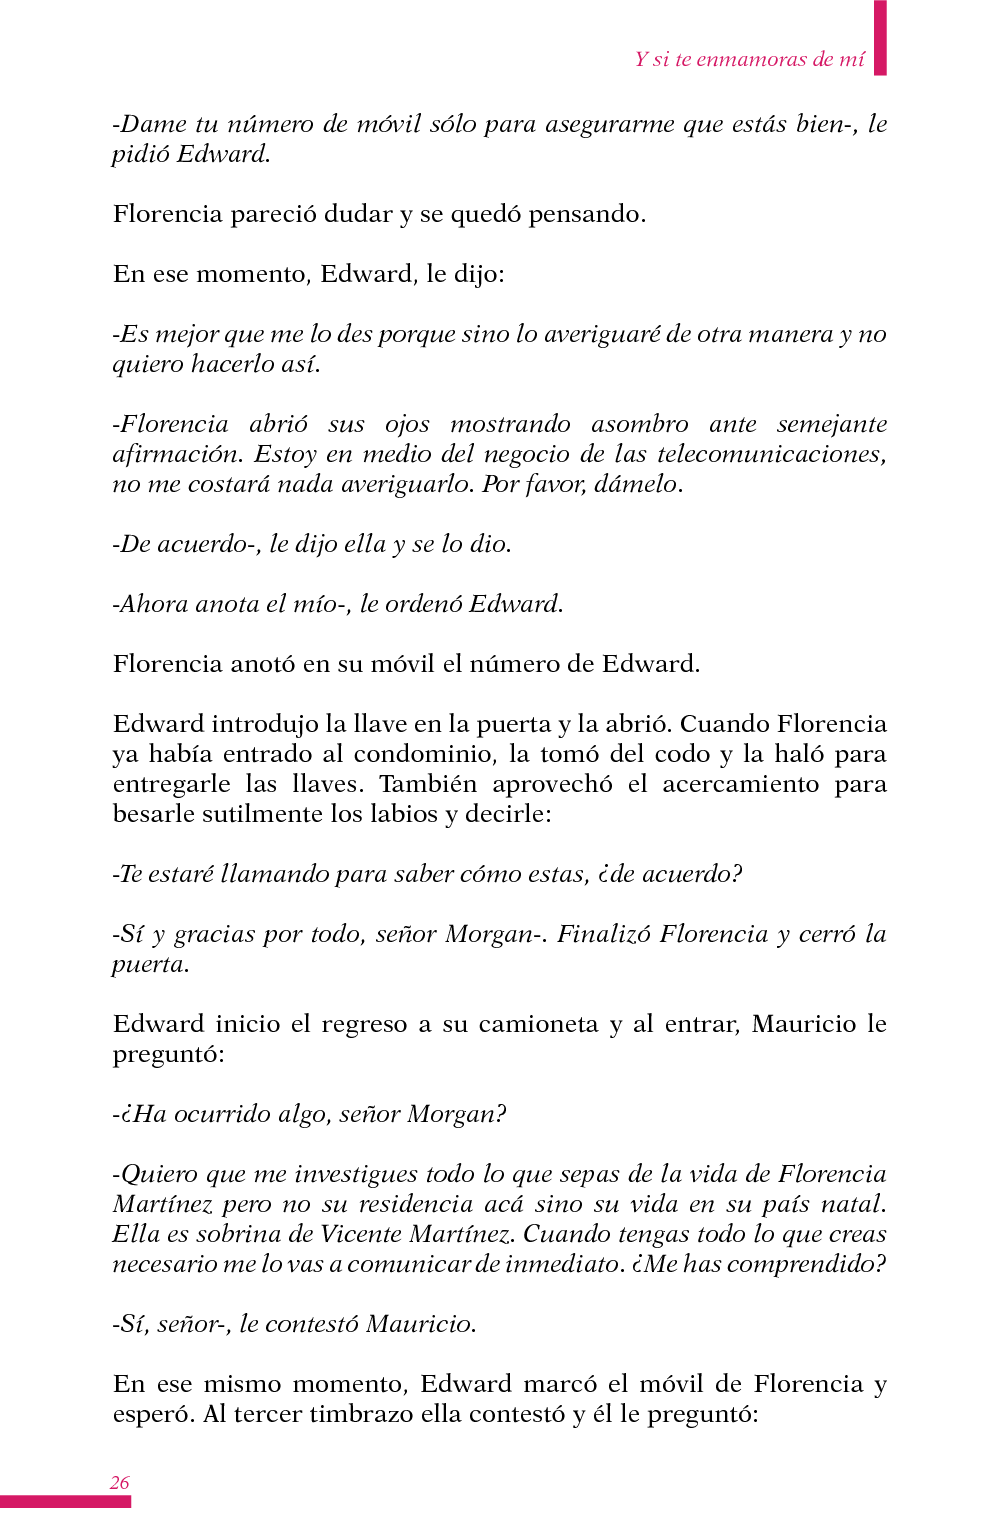 Y si te enmamoras de mí
-Dame tu número de móvil sólo para asegurarme que estás bien-, le
pidió Edward.
Florencia pareció dudar y se quedó pensando.
En ese momento, Edward, le dijo:
-Es mejor que me lo des porque sino lo averiguaré de otra manera y no
quiero hacerlo así.
-Florencia abrió sus ojos mostrando asombro ante semejante
afirmación. Estoy en medio del negocio de las telecomunicaciones,
no me costará nada averiguarlo. Por favor, dámelo.
-De acuerdo-, le dijo ella y se lo dio.
-Ahora anota el mío-, le ordenó Edward.
Florencia anotó en su móvil el número de Edward.
Edward introdujo la llave en la puerta y la abrió. Cuando Florencia
ya había entrado al condominio, la tomó del codo y la haló para
entregarle las llaves. También aprovechó el acercamiento para
besarle sutilmente los labios y decirle:
-Te estaré llamando para saber cómo estas, ¿de acuerdo?
-Sí y gracias por todo, señor Morgan-. Finalizó Florencia y cerró la
puerta.
Edward inicio el regreso a su camioneta y al entrar, Mauricio le
preguntó:
-¿Ha ocurrido algo, señor Morgan?
-Quiero que me investigues todo lo que sepas de la vida de Florencia
Martínez pero no su residencia acá sino su vida en su país natal.
Ella es sobrina de Vicente Martínez. Cuando tengas todo lo que creas
necesario me lo vas a comunicar de inmediato. ¿Me has comprendido?
-Sí, señor-, le contestó Mauricio.
En ese mismo momento, Edward marcó el móvil de Florencia y
esperó. Al tercer timbrazo ella contestó y él le preguntó:
26